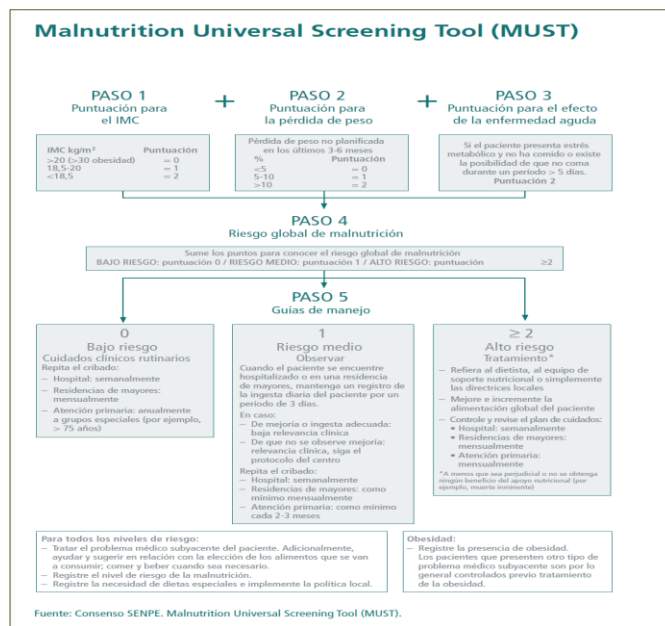 Malnutrition Universal Screening Tool (MUST)
PASO 1
Puntuación para
el IMC
+
PASO 2
Puntuación para
la pérdida de peso
+
PASO 3
Puntuación para el efecto
de la enfermedad aguda
IMC kg/m² Puntuación
>20 (>30 obesidad) = 0
18,5-20 = 1
<18,5 = 2
Pérdida de peso no planificada
en los últimos 3-6 meses
% Puntuación
<5 = 0
5-10 = 1
>10 = 2
Si el paciente presenta estrés
metabólico y no ha comido o existe
la posibilidad de que no coma
durante un período > 5 días.
Puntuación 2
PASO 4
Riesgo global de malnutrición
Sume los puntos para conocer el riesgo global de malnutrición
BAJO RIESGO: puntuación 0 / RIESGO MEDIO: puntuación 1 / ALTO RIESGO: puntuación ≥2
PASO 5
Guías de manejo
0
Bajo riesgo
Cuidados clínicos rutinarios
Repita el cribado:
– Hospital: semanalmente
– Residencias de mayores:
mensualmente
– Atención primaria: anualmente
a grupos especiales (por ejemplo,
> 75 años)
1
Riesgo medio
Observar
Cuando el paciente se encuentre
hospitalizado o en una residencia
de mayores, mantenga un registro de
la ingesta diaria del paciente por un
período de 3 días.
En caso:
– De mejoría o ingesta adecuada:
baja relevancia clínica
– De que no se observe mejoría:
relevancia clínica, siga el
protocolo del centro
Repita el cribado:
– Hospital: semanalmente
– Residencias de mayores: como
mínimo mensualmente
– Atención primaria: como mínimo
cada 2-3 meses
≥ 2
Alto riesgo
Tratamiento*
– Refiera al dietista, al equipo de
soporte nutricional o simplemente
las directrices locales
– Mejore e incremente la
alimentación global del paciente
– Controle y revise el plan de cuidados:
• Hospital: semanalmente
• Residencias de mayores:
mensualmente
• Atención primaria:
mensualmente
*A menos que sea perjudicial o no se obtenga
ningún beneficio del apoyo nutricional (por
ejemplo, muerte inminente)
Para todos los niveles de riesgo:
– Tratar el problema médico subyacente del paciente. Adicionalmente,
ayudar y sugerir en relación con la elección de los alimentos que se van
a consumir; comer y beber cuando sea necesario.
– Registre el nivel de riesgo de la malnutrición.
– Registre la necesidad de dietas especiales e implemente la política local.
Obesidad:
– Registre la presencia de obesidad.
Los pacientes que presenten otro tipo de
problema médico subyacente son por lo
general controlados previo tratamiento
de la obesidad.
Fuente: Consenso SENPE. Malnutrition Universal Screening Tool (MUST).